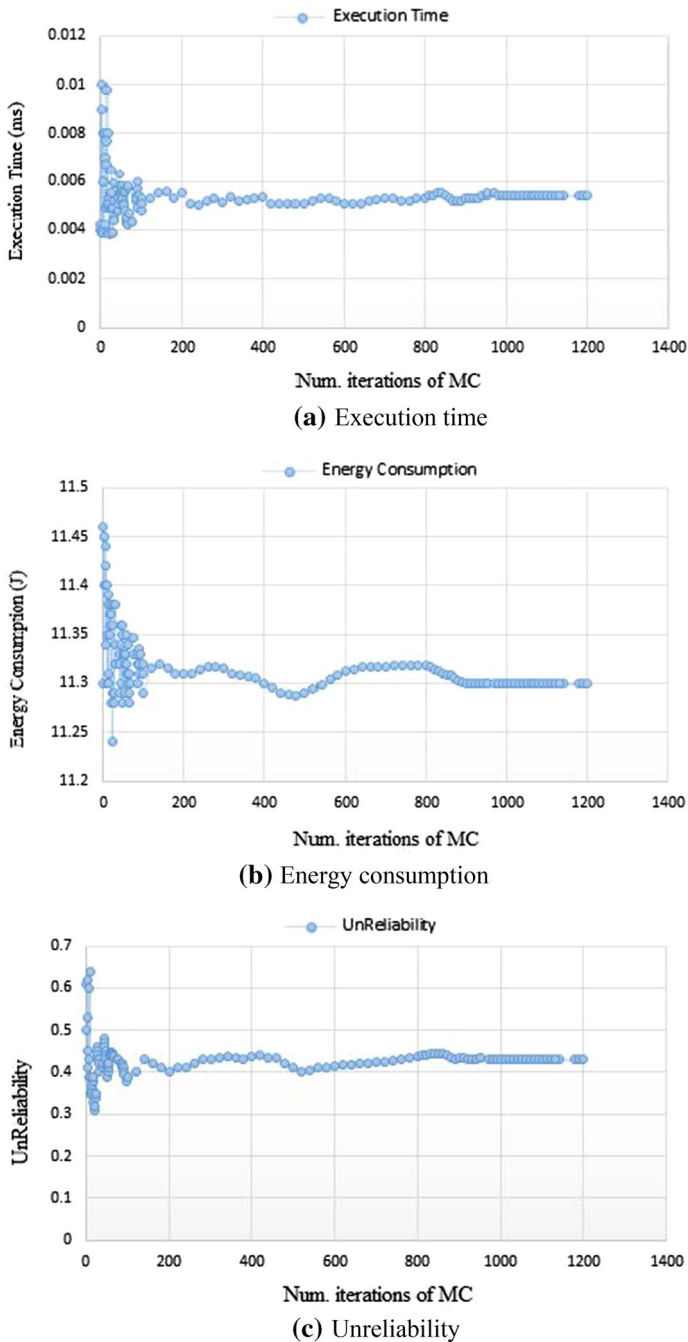 Execution Time
0.012
0.01
0.008
0.006
0.004
0.002
0
Execution Time (ms)
0 200 400 600 800 1000 1200 1400
Num. iterions of MC
(a) Execution time
Energy Consumption
11.5
11.45
11.4
11.35
11.3
11.25
11.2
Energy Consumption (J)
0 200 400 600 800 1000 1200 1400
Num. iterions of MC
(b) Energy consumption
UnReliability
0.7
0.6
0.5
0.4
0.3
0.2
0.1
0
UnReliability
0 200 400 600 800 1000 1200 1400
Num. iterions of MC
(c) Unreliability